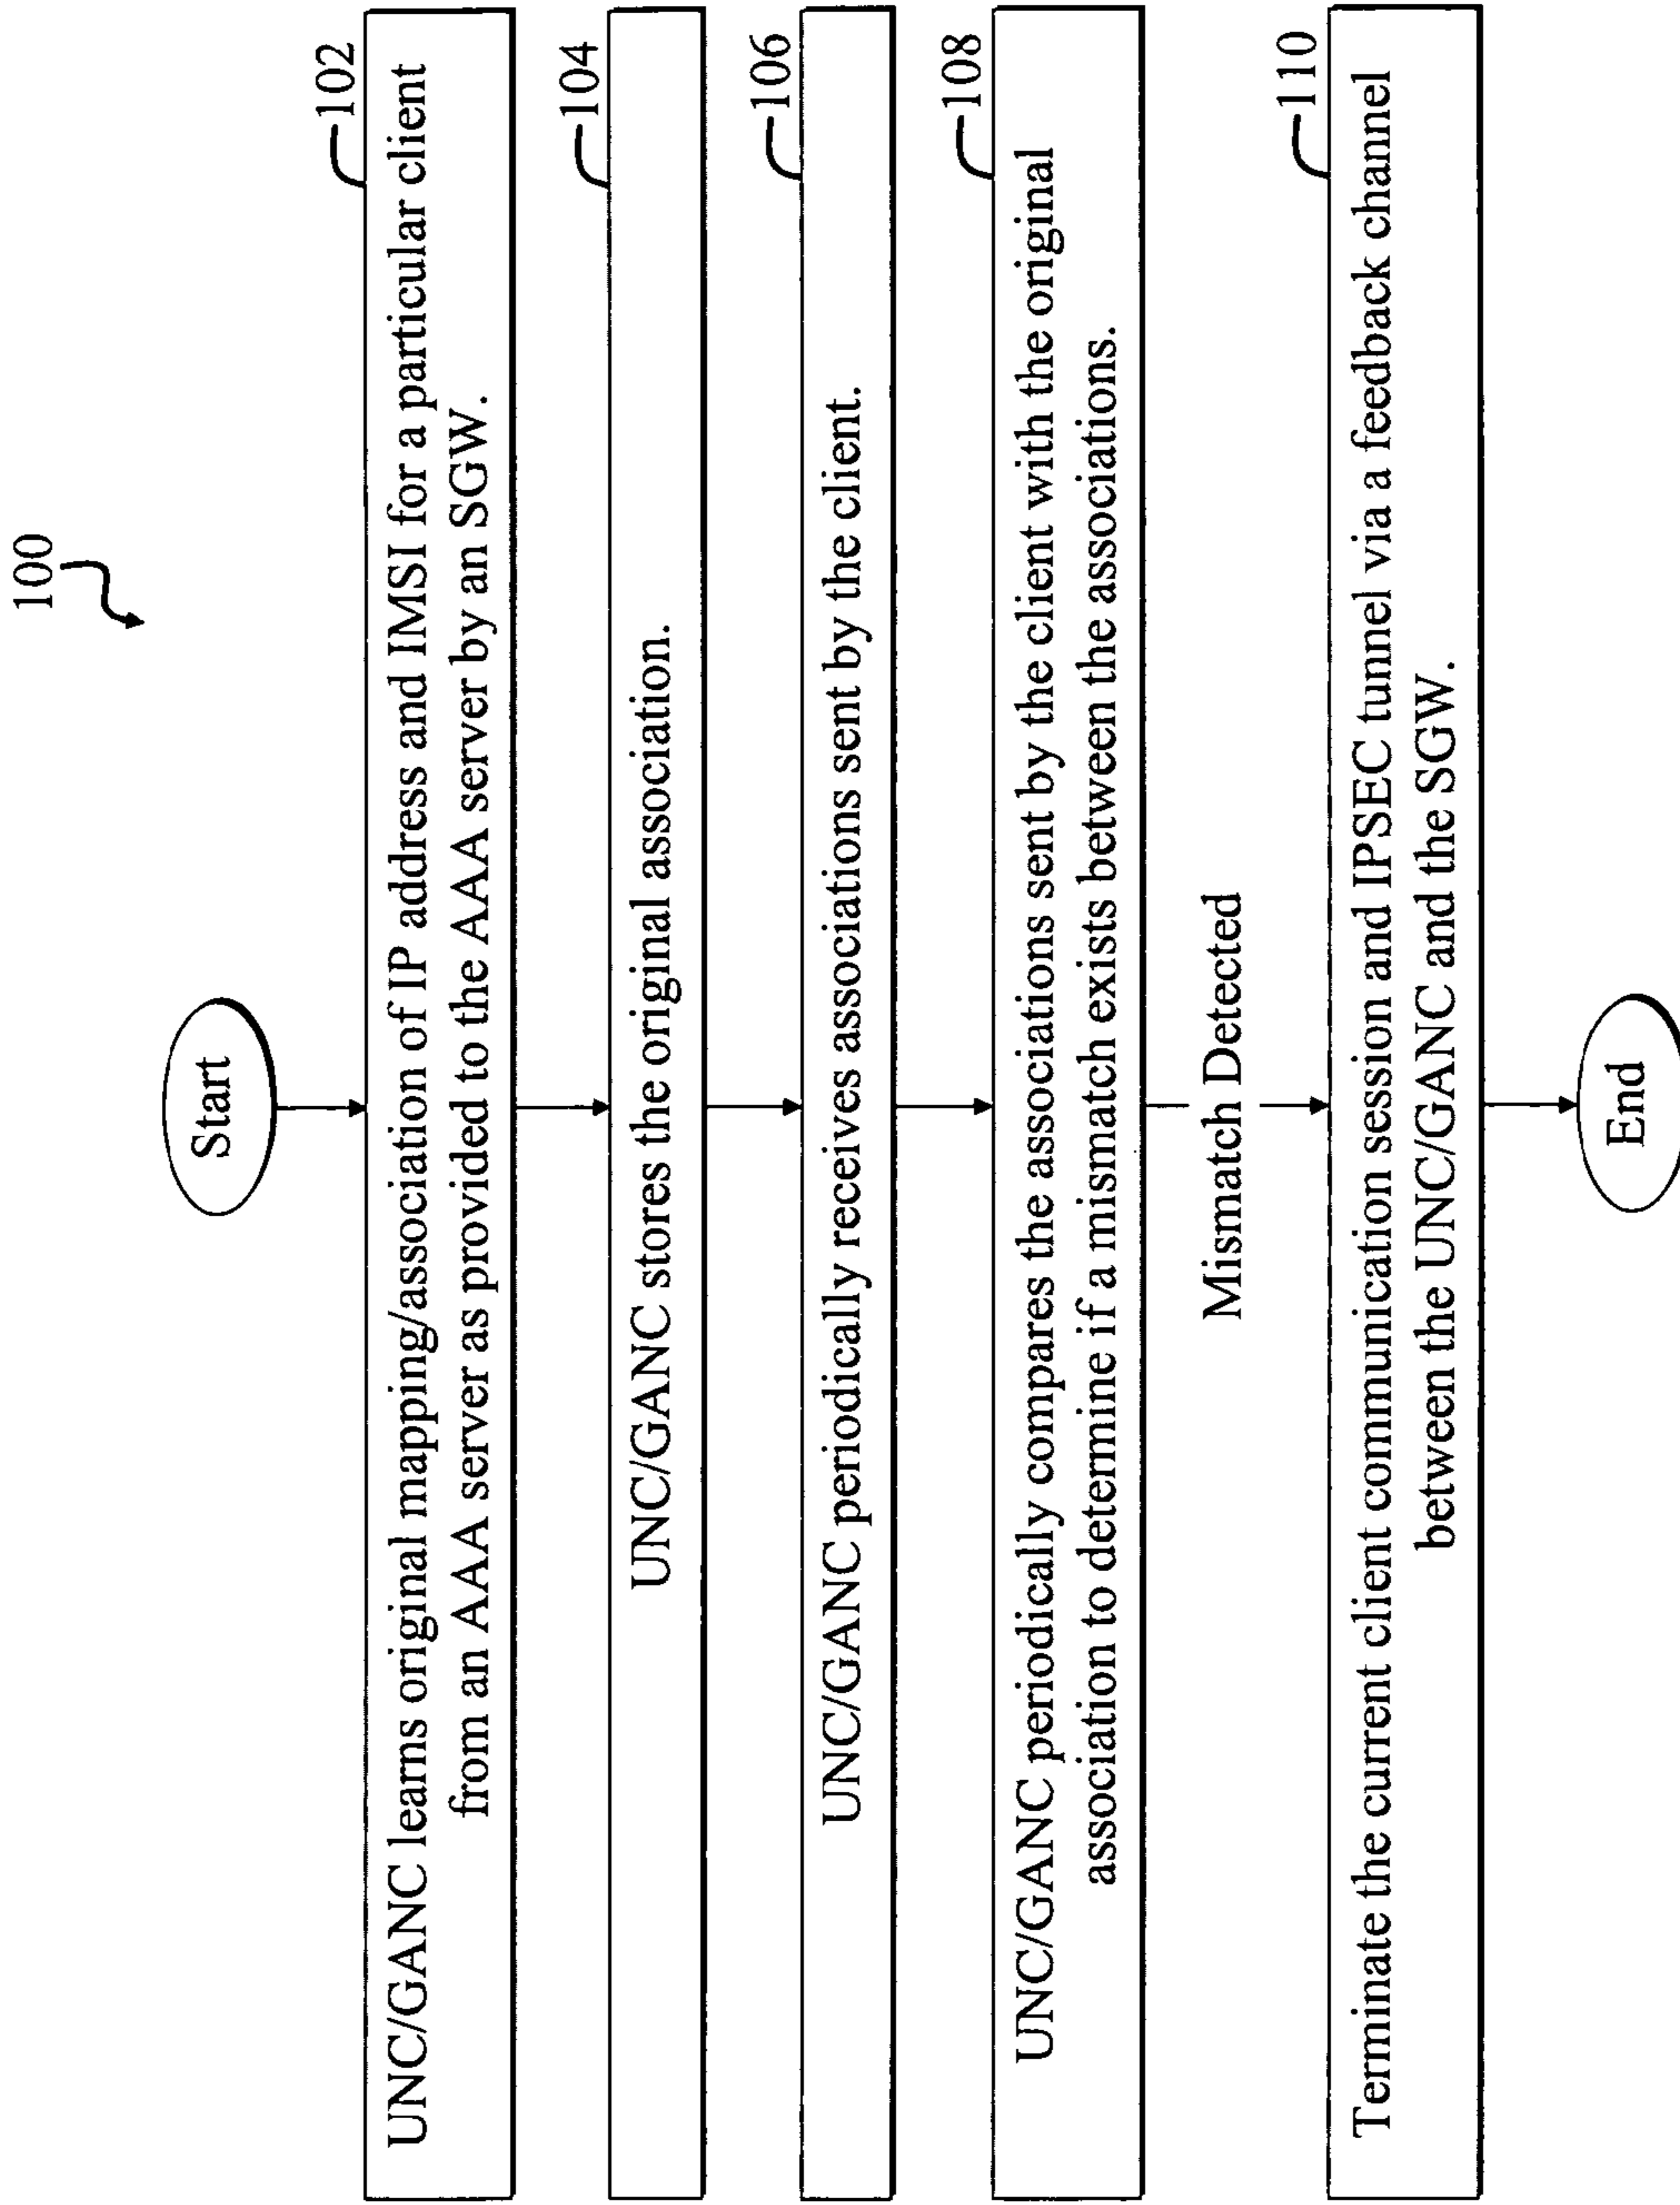 100
Start
102
UNC/GANC learns original mapping/association of IP address and IMSI for a particular client
from an AAA server as provided to the AAA server by an SGW.
104
UNC/GANC stores the original association.
106
UNC/GANC periodically receives associations sent by the client.
108
UNC/GANC periodically compares the associations sent by the client with the original
association to determine if a mismatch exists between the associations.
Mismatch Detected
110
Terminate the current client communication session and IPSEC tunnel via a feedback channel
between the UNC/GANC and the SGW.
End